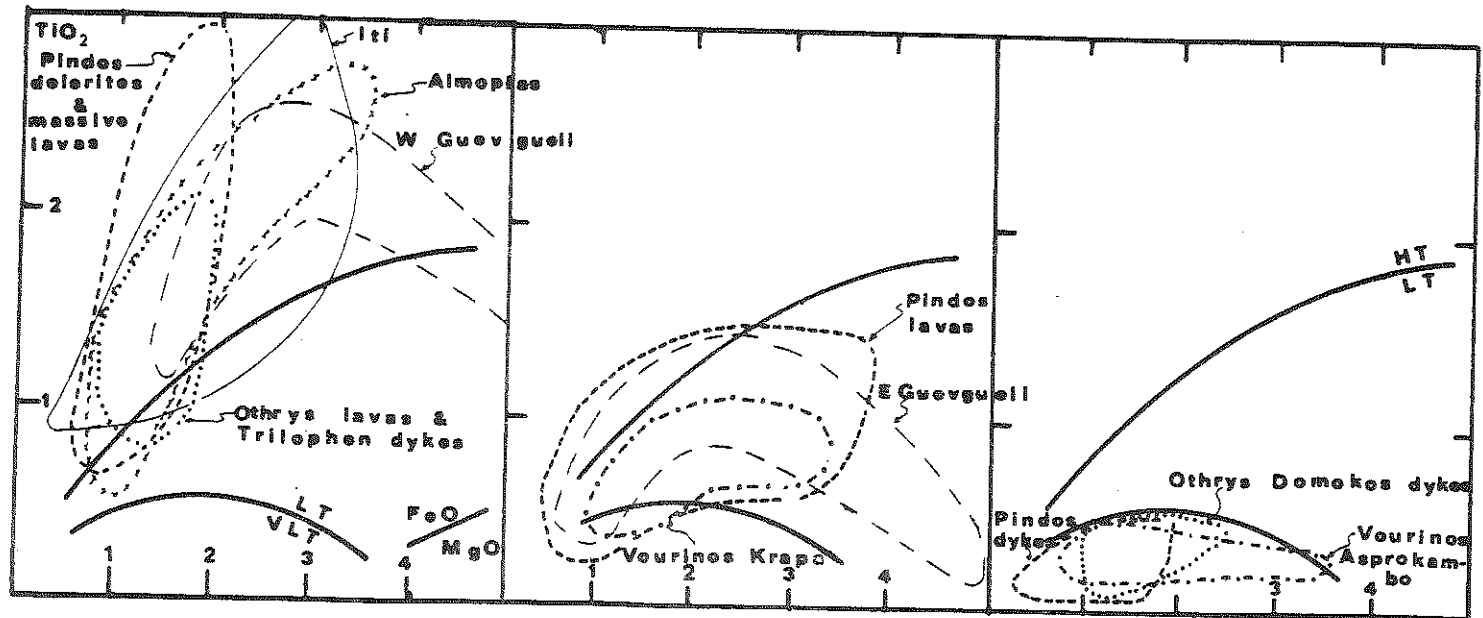 TiO2
Pindos
dolerites
&
massive
lavas
Iti
Almopias
W Guevgueli
2
1
Othrys lavas &
Trilophon dykes
LT
VLT
FeO
MgO
1
2
3
4
Pindos
lavas
E Guevgueli
Vourinos Krapa
1
2
3
4
HT
LT
Othrys Domokos dykes
Pindos
dykes
Vourinos
Asprokam-
bo
3
4